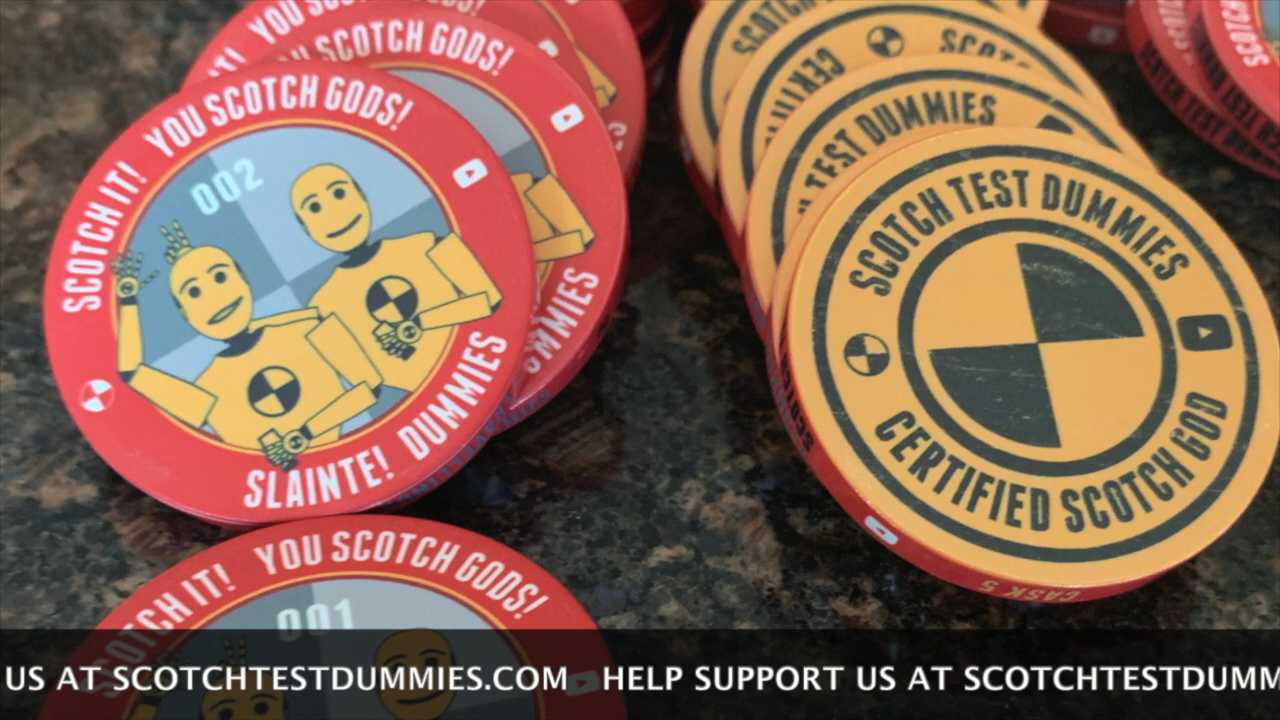 SCOTCH IT! YOU SCOTCH GODS!
002
SLAINTE! DUMMIES
IT! YOU SCOTCH GODS!
SCOTCH GODS!
DUMMIES
SCOTCH IT! YOU SCOTCH GODS!
001
TEST DUMMIES
SCOTCH TEST DUMMIES
CERTIFIED SCOTCH GOD
CASK 5
US AT SCOTCHTESTDUMMIES.COM HELP SUPPORT US AT SCOTCHTESTDUMM